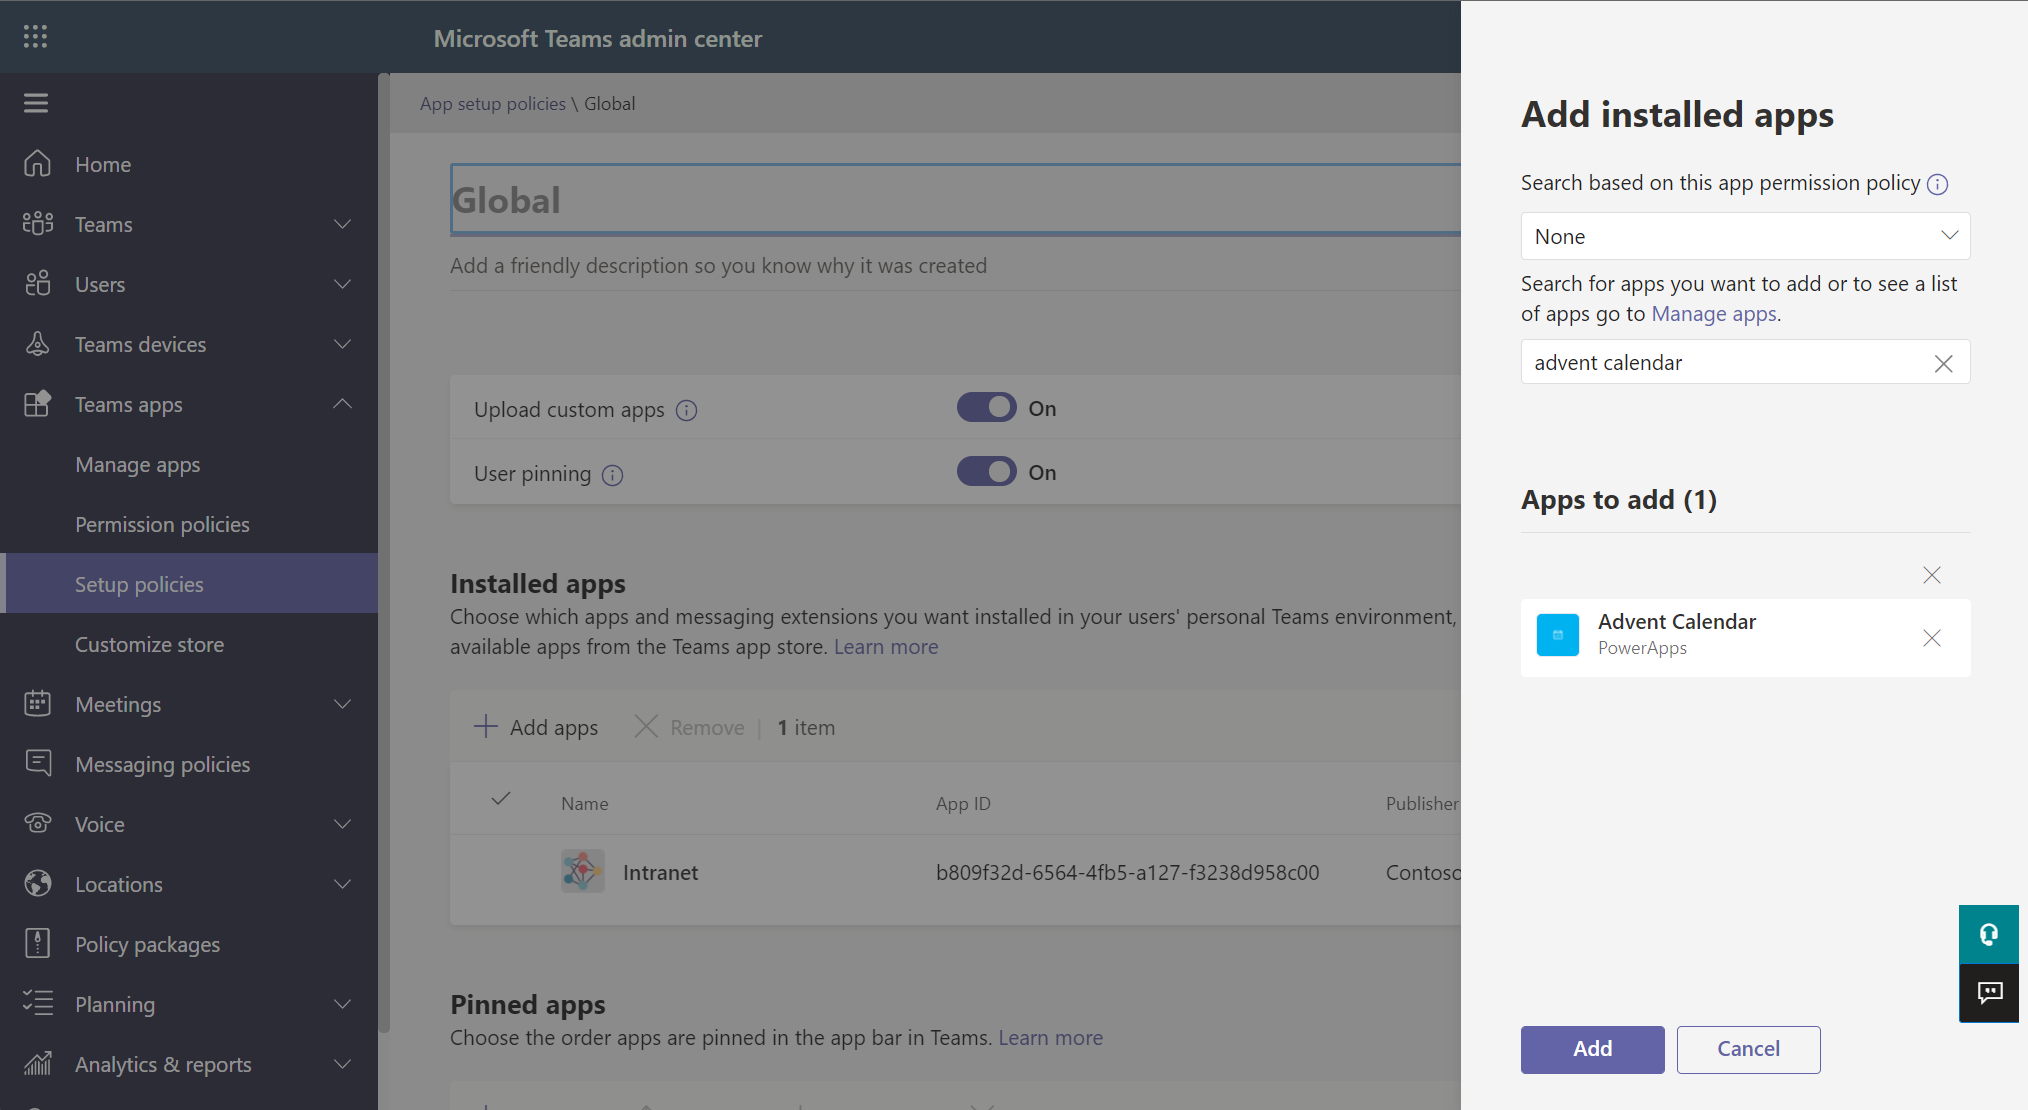 Microsoft Teams admin center
Home
Teams
Users
Teams devices
Teams apps
Manage apps
Permission policies
Setup policies
Customize store
Meetings
Messaging policies
Voice
Locations
Policy packages
Planning
Analytics & reports
App setup policies \ Global
Global
Add a friendly description so you know why it was created
Upload custom apps
On
User pinning
On
Installed apps
Choose which apps and messaging extensions you want installed in your users' personal Teams environment,
available apps from the Teams app store. Learn more
Add apps
Remove
1 item
Name
App ID
Publisher
Intranet
b809f32d-6564-4fb5-a127-f3238d958c00
Contoso
Pinned apps
Choose the order apps are pinned in the app bar in Teams. Learn more
Add installed apps
Search based on this app permission policy
None
Search for apps you want to add or to see a list
of apps go to Manage apps.
advent calendar
Apps to add (1)
Advent Calendar
PowerApps
Add
Cancel